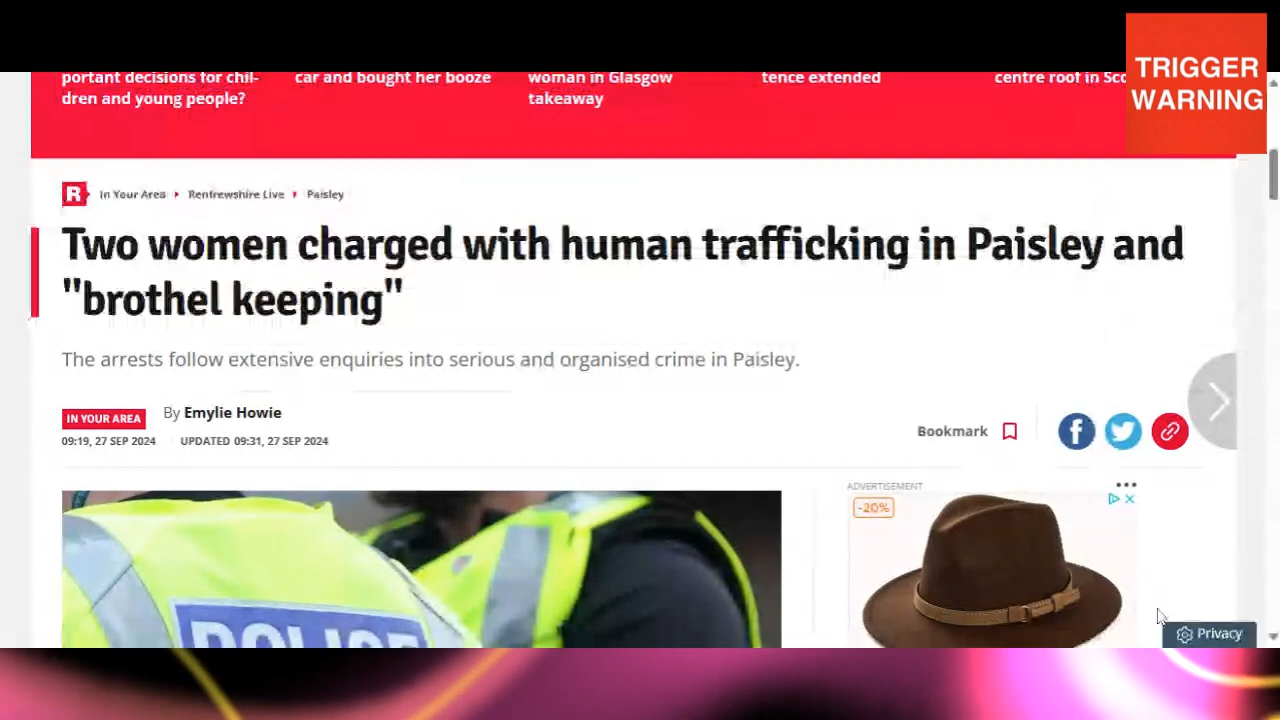 TRIGGER
WARNING
portant decisions for chil-
dren and young people?
car and bought her booze
woman in Glasgow
takeaway
tence extended
centre roof in Sco
R
In Your Area
Renfrewshire Live
Paisley
Two women charged with human trafficking in Paisley and
"brothel keeping"
The arrests follow extensive enquiries into serious and organised crime in Paisley.
IN YOUR AREA
By Emylie Howie
09:19, 27 SEP 2024
UPDATED 09:31, 27 SEP 2024
Bookmark
ADVERTISEMENT
-20%
POLICE
Privacy